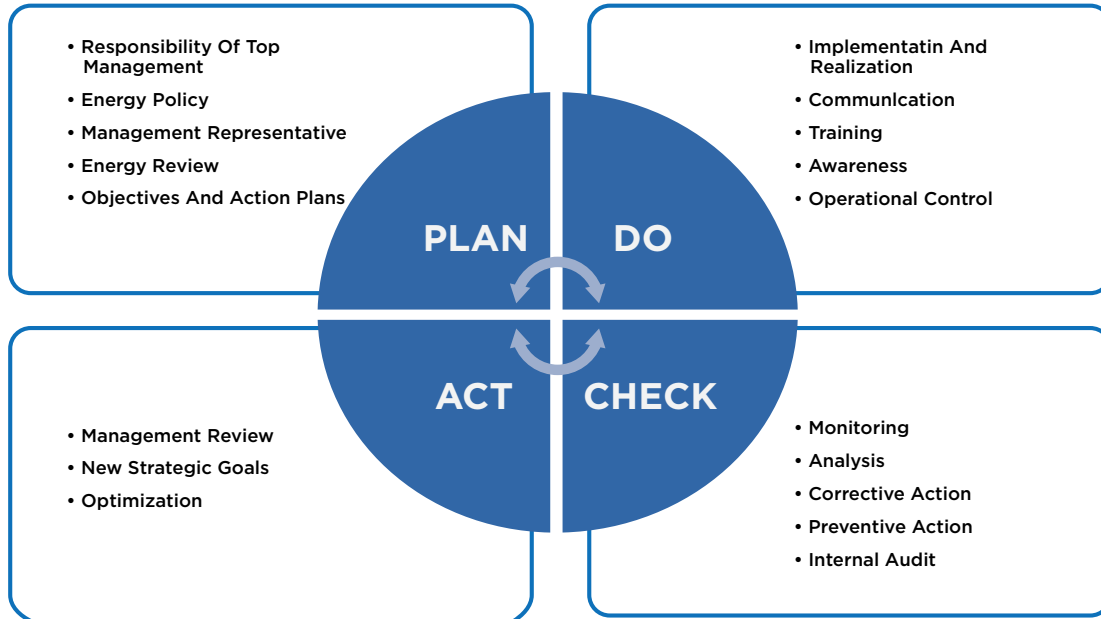 • Responsibility Of Top
Management
• Energy Policy
• Management Representative
• Energy Review
• Objectives And Action Plans
• Implementatin And
Realization
• Communlcation
• Training
• Awareness
• Operational Control
PLAN
DO
ACT
CHECK
• Management Review
• New Strategic Goals
• Optimization
• Monitoring
• Analysis
• Corrective Action
• Preventive Action
• Internal Audit